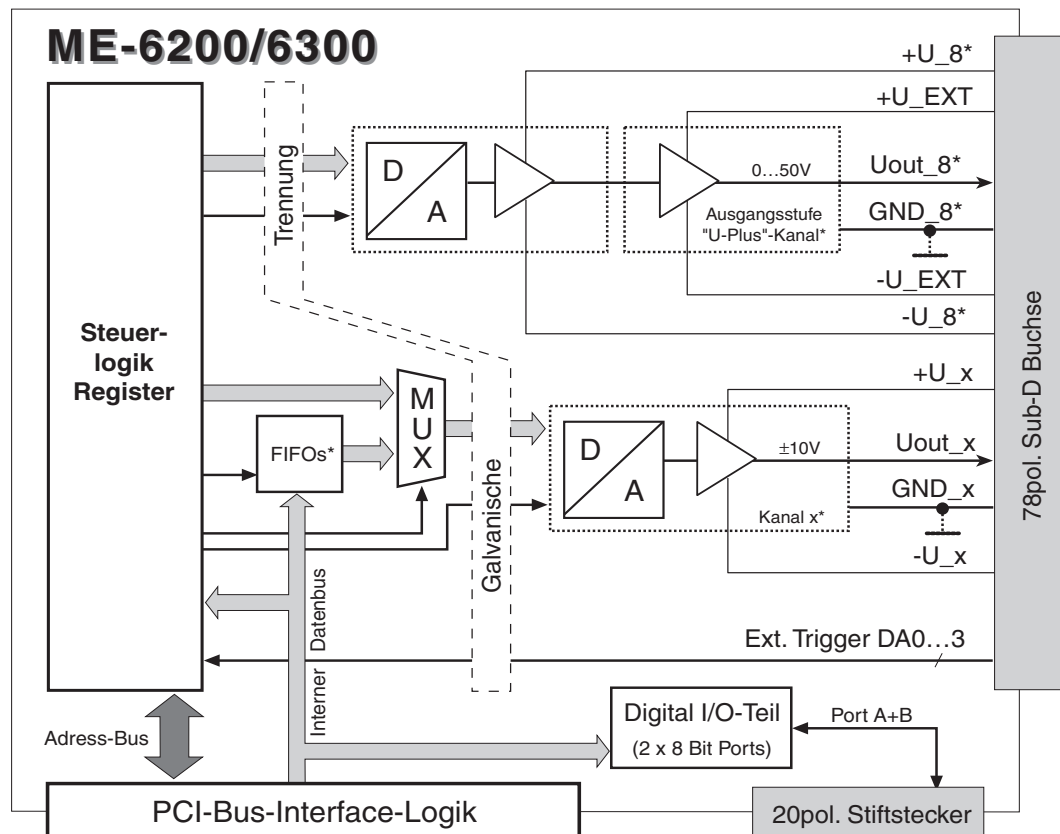 ME-6200/6300
+U_8*
+U_EXT
Trennung
D
A
0...50V
Uout_8*
Ausgangsstufe
"U-Plus"-Kanal*
GND_8*
-U_EXT
-U_8*
Steuer-
logik
Register
78pol. Sub-D Buchse
+U_x
MUX
FIFOs*
D
A
±10V
Uout_x
GND_x
Kanal x*
-U_x
Galvanische
Interner Datenbus
Ext. Trigger DA0...3
Digital I/O-Teil
(2 x 8 Bit Ports)
Port A+B
Adress-Bus
PCI-Bus-Interface-Logik
20pol. Stiftstecker